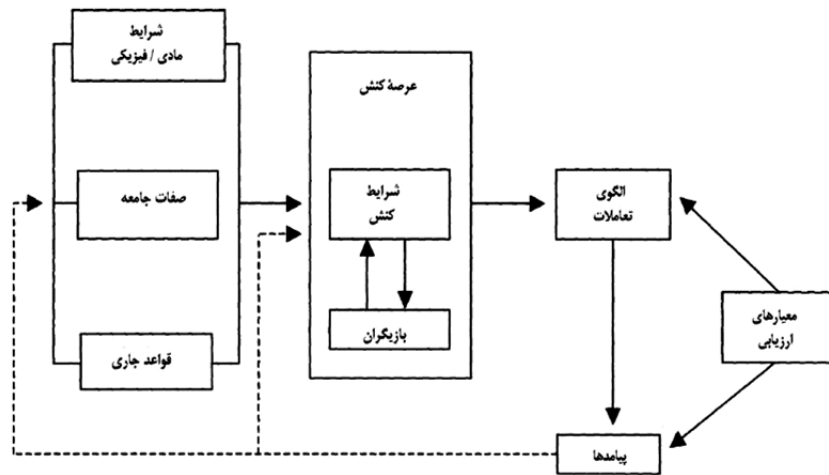 شرایط
مادی / فیزیکی
صفات جامعه
قواعد جاری
عرصهٔ کنش
شرایط
کنش
بازیگران
الگوی
تعاملات
پیامدها
معیارهای
ارزیابی